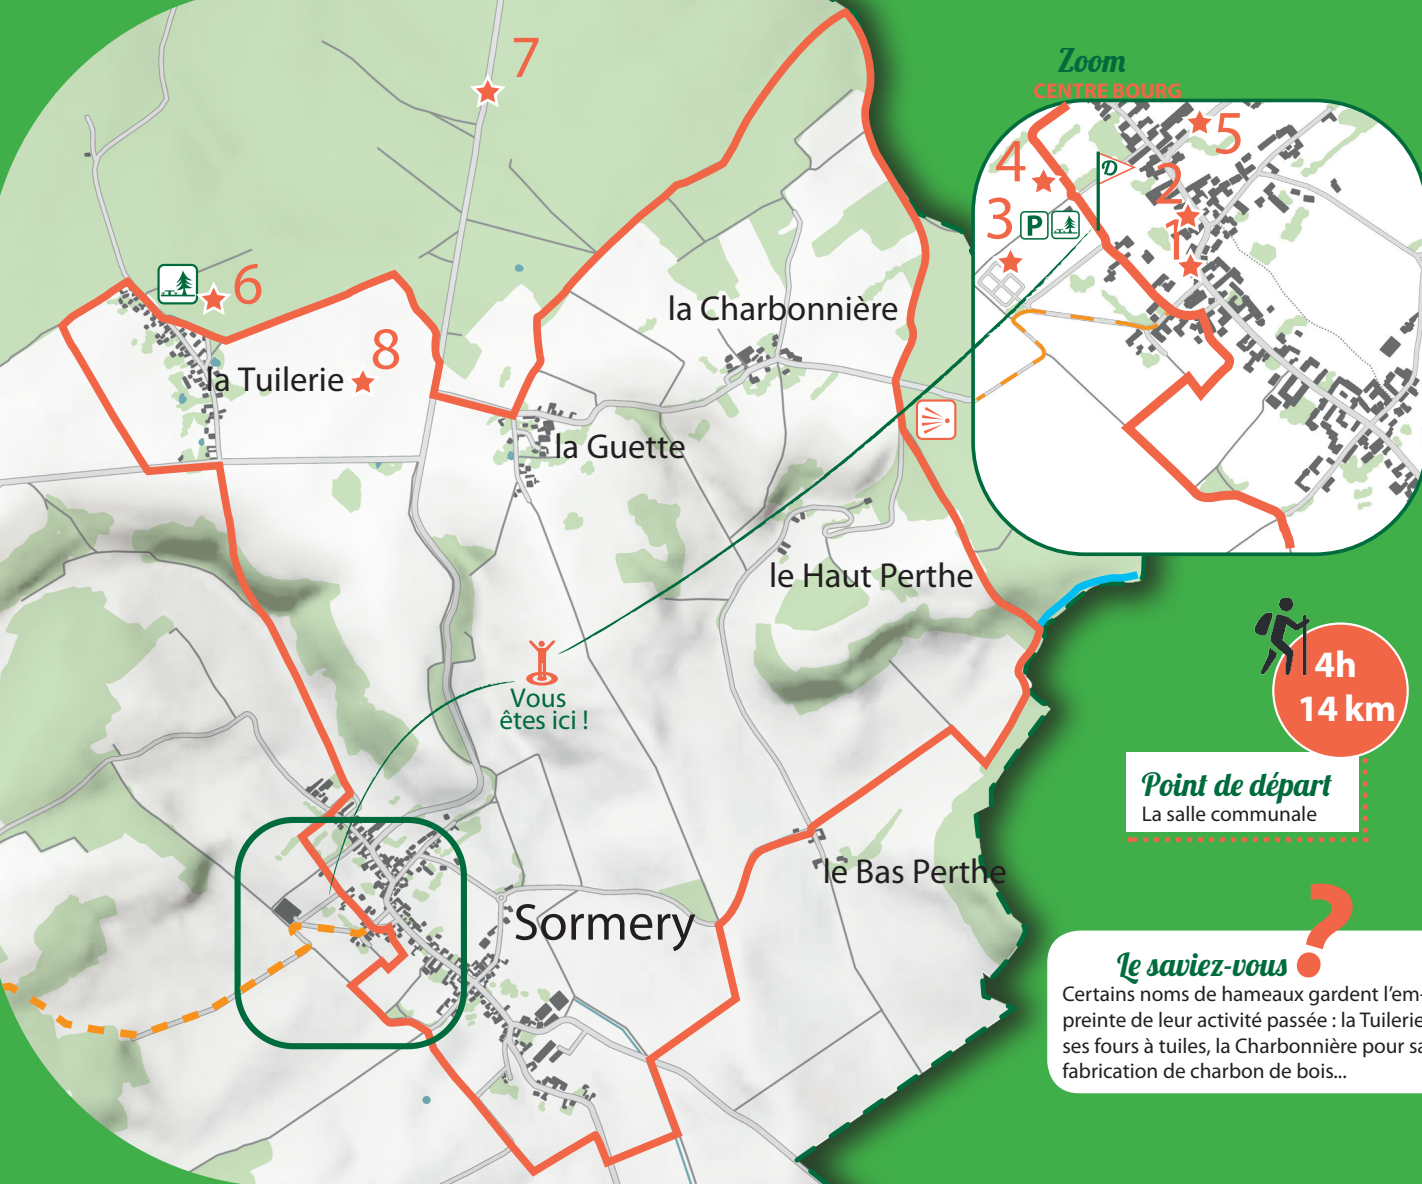 7
6
8
la Tuilerie
la Charbonnière
la Guette
le Haut Perthe
Vous
êtes ici !
le Bas Perthe
Sormery
Zoom
CENTRE BOURG
5
4
D
2
3
P
1
4h
14 km
Point de départ
La salle communale
Le saviez-vous ?
Certains noms de hameaux gardent l'em-
preinte de leur activité passée : la Tuilerie
ses fours à tuiles, la Charbonnière pour sa
fabrication de charbon de bois...